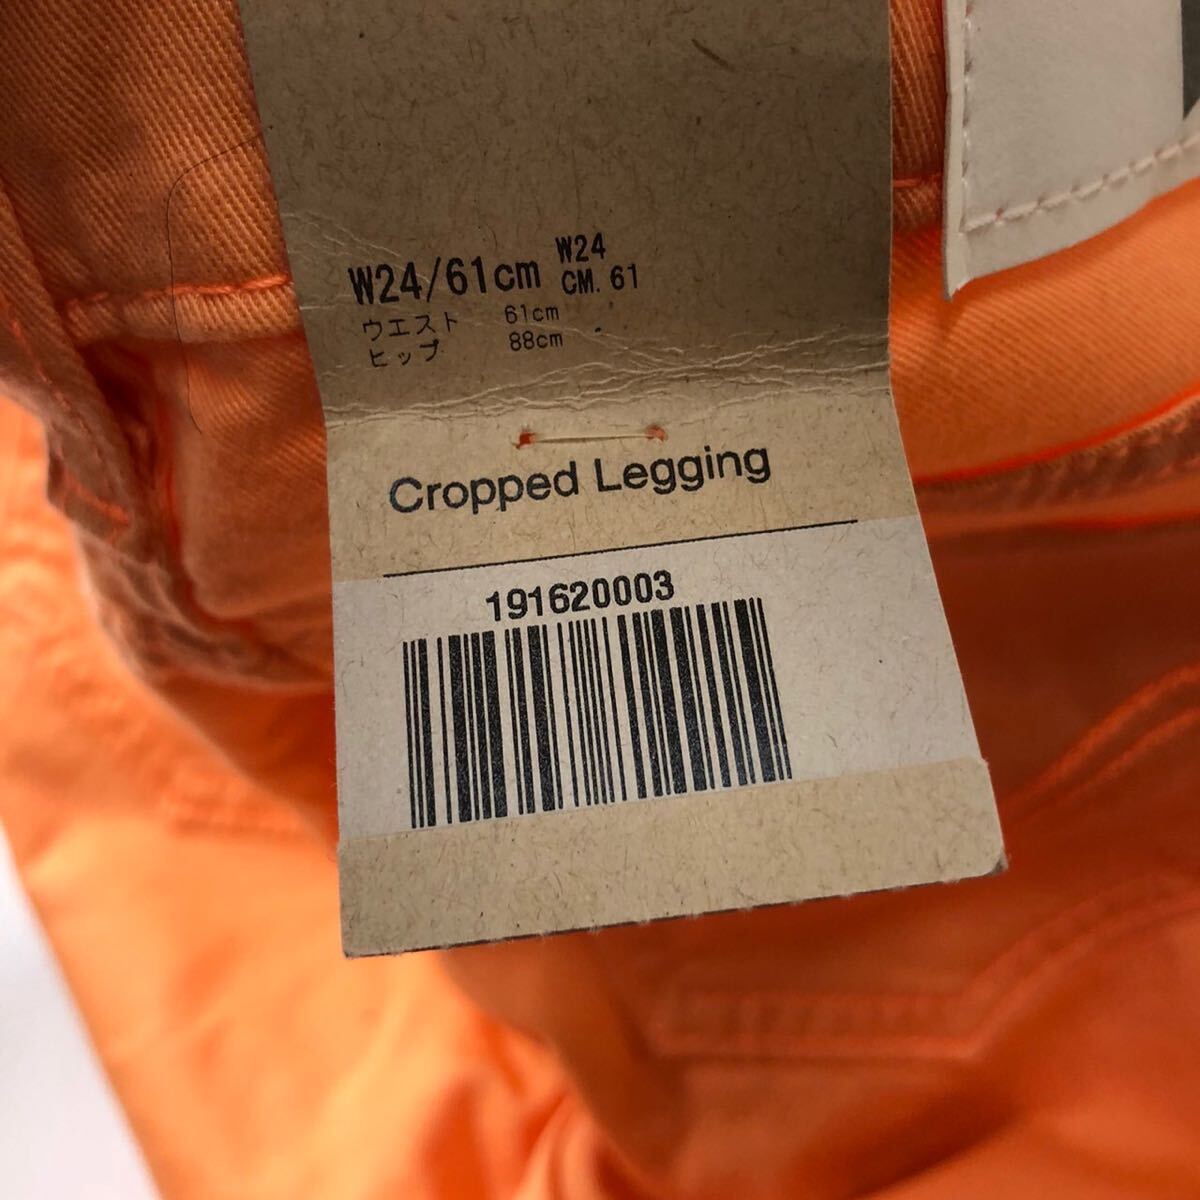 W24/61cm W24 CM. 61
ウエスト 61cm
ヒップ 88cm
Cropped Legging
191620003